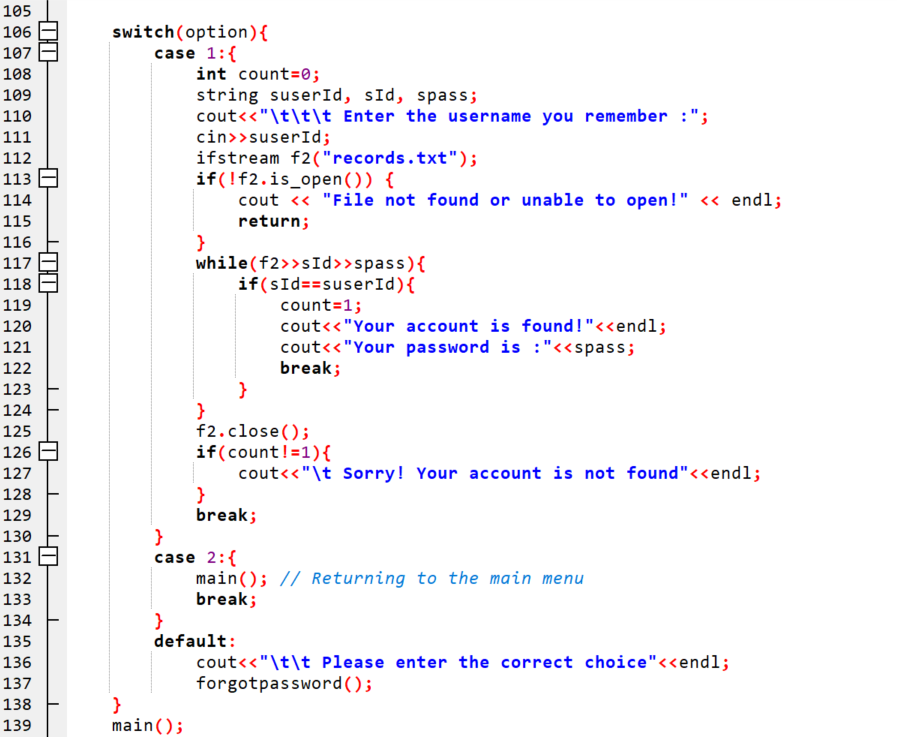 105
106 switch(option){
107 case 1:{
108 int count=0;
109 string suserId, sId, spass;
110 cout<<"\t\t\t Enter the username you remember :";
111 cin>>suserId;
112 ifstream f2("records.txt");
113 if(!f2.is_open()) {
114 cout << "File not found or unable to open!" << endl;
115 return;
116 }
117 while(f2>>sId>>spass){
118 if(sId==suserId){
119 count=1;
120 cout<<"Your account is found!"<<endl;
121 cout<<"Your password is :"<<spass;
122 break;
123 }
124 }
125 f2.close();
126 if(count!=1){
127 cout<<"\t Sorry! Your account is not found"<<endl;
128 }
129 break;
130 }
131 case 2:{
132 main(); // Returning to the main menu
133 break;
134 }
135 default:
136 cout<<"\t\t Please enter the correct choice"<<endl;
137 forgotpassword();
138 }
139 main();